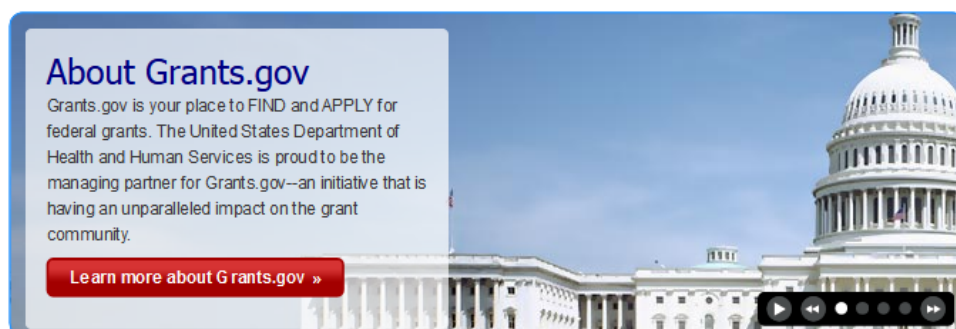 About Grants.gov
Grants.gov is your place to FIND and APPLY for
federal grants. The United States Department of
Health and Human Services is proud to be the
managing partner for Grants.gov--an initiative that is
having an unparalleled impact on the grant
community.
Learn more about Grants.gov »